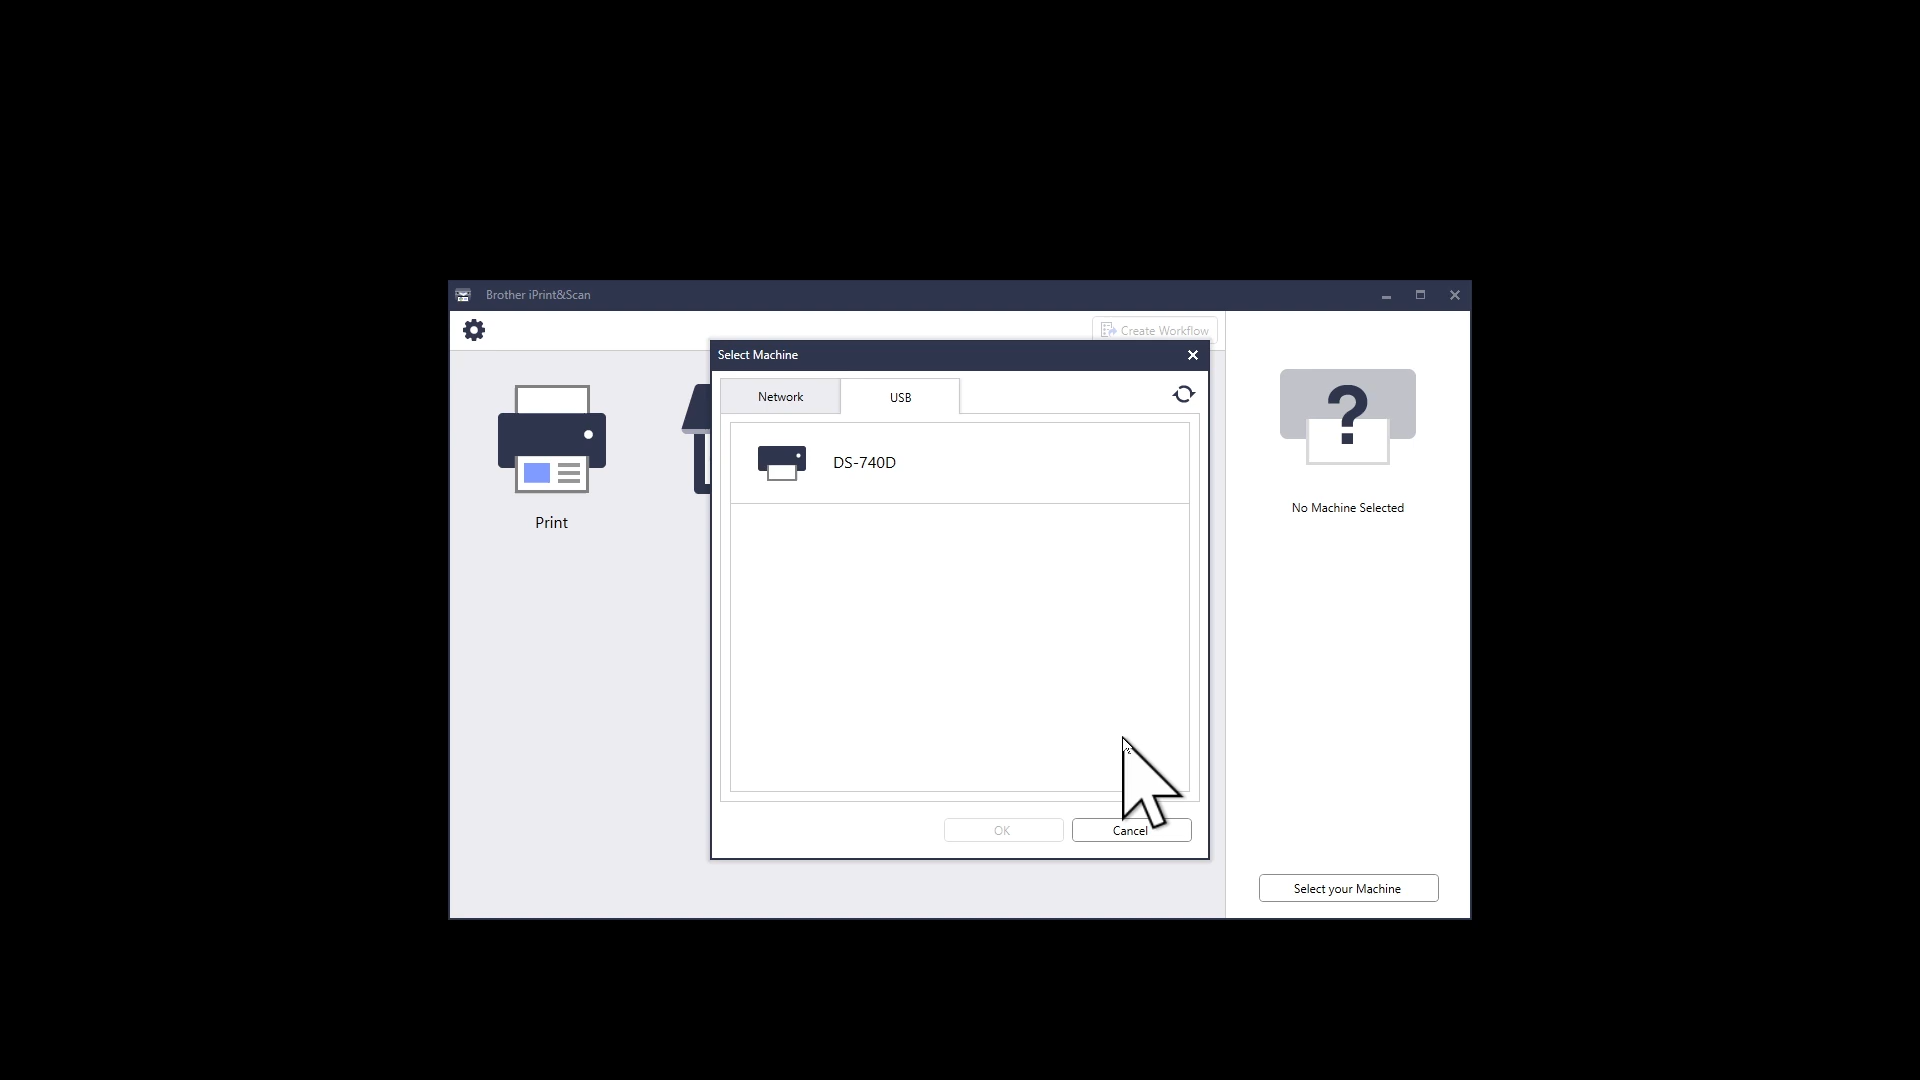 Brother iPrint&Scan
Create Workflow
Select Machine
Network
USB
DS-740D
Print
No Machine Selected
OK
Cancel
Select your Machine